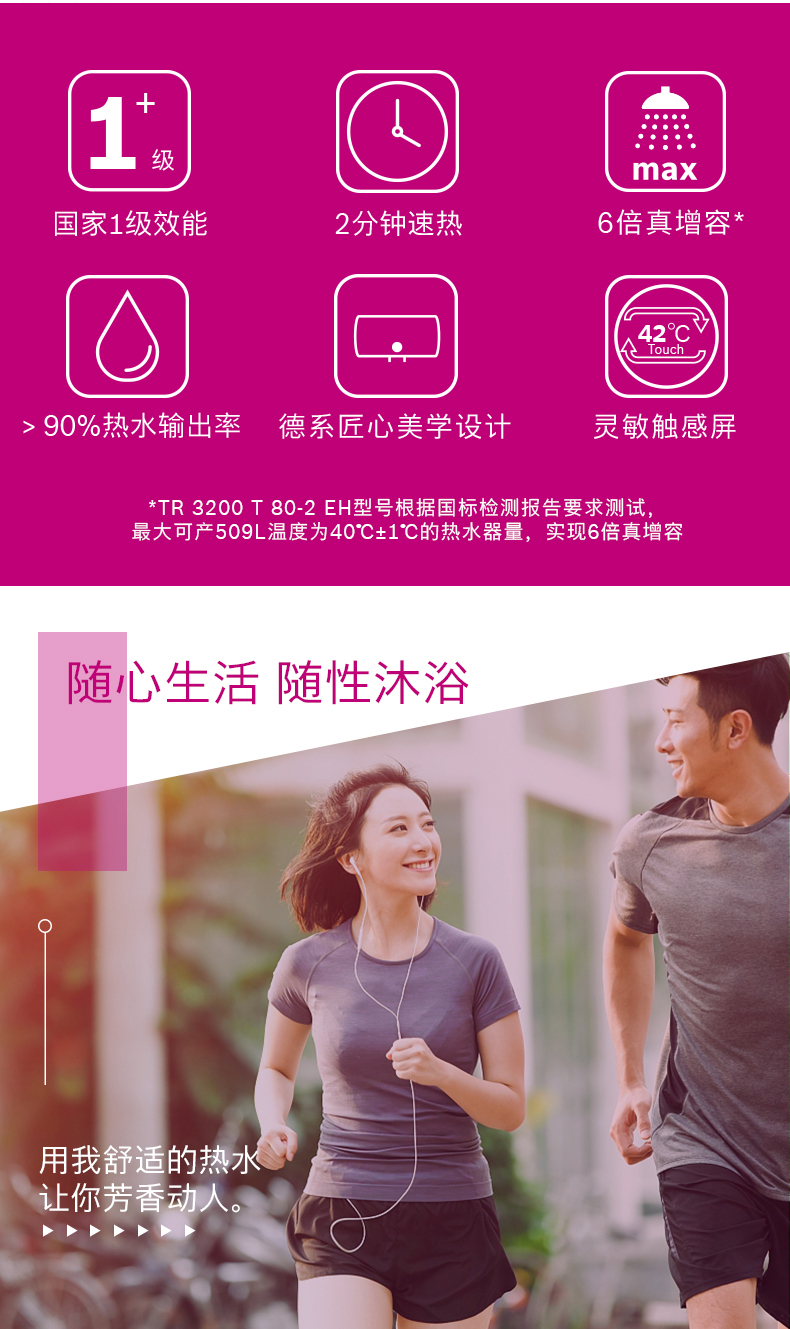 1+
级
max
国家1级效能
2分钟速热
6倍真增容*
42℃
Touch
> 90%热水输出率
德系匠心美学设计
灵敏触感屏
*TR 3200 T 80-2 EH型号根据国标检测报告要求测试，
最大可产509L温度为40℃±1℃的热水器量，实现6倍真增容
随心生活 随性沐浴
用我舒适的热水
让你芳香动人。